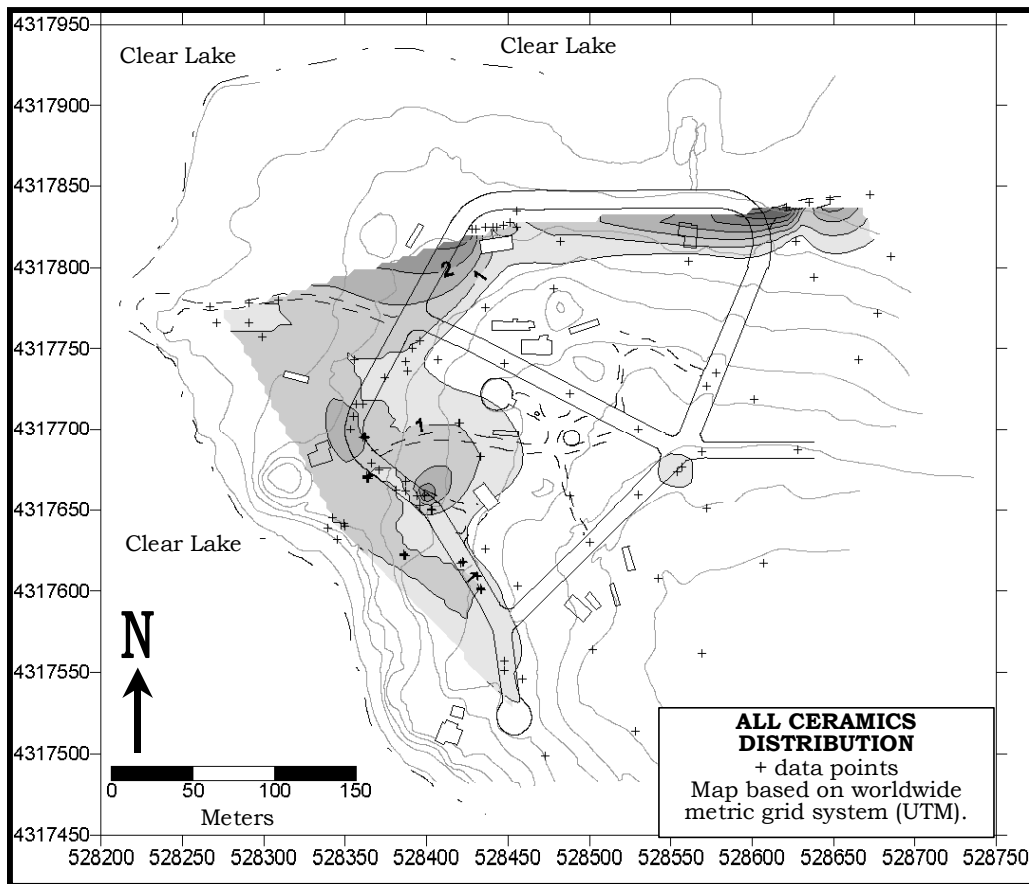 Clear Lake
Clear Lake
4317950
4317900
4317850
4317800
4317750
4317700
4317650
4317600
4317550
4317500
4317450
2
1
1
1
Clear Lake
N
0 50 100 150
Meters
ALL CERAMICS
DISTRIBUTION
+ data points
Map based on worldwide
metric grid system (UTM).
528200 528250 528300 528350 528400 528450 528500 528550 528600 528650 528700 528750